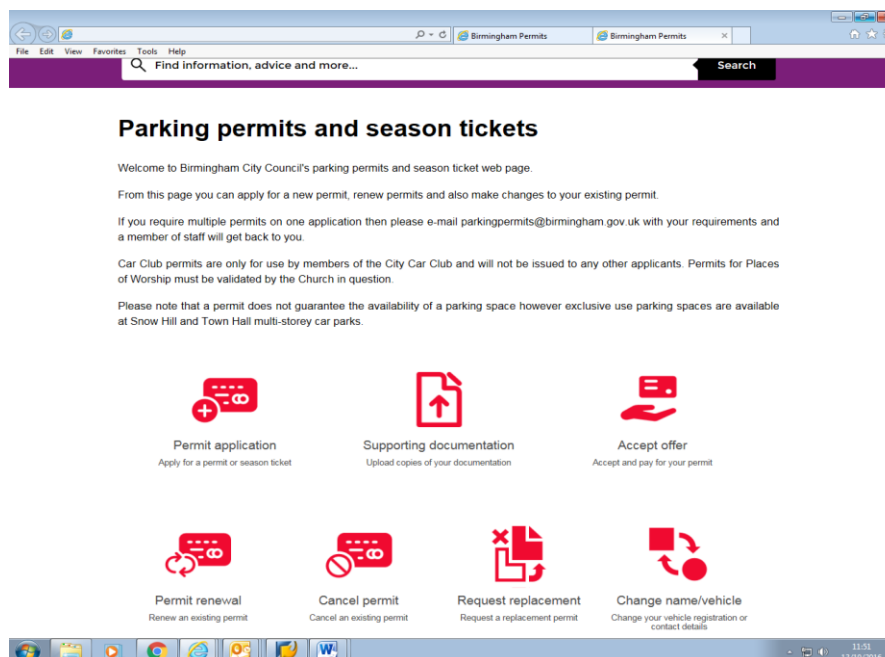 Birmingham Permits
Birmingham Permits
File Edit View Favorites Tools Help
Find information, advice and more...
Search
Parking permits and season tickets
Welcome to Birmingham City Council's parking permits and season ticket web page.
From this page you can apply for a new permit, renew permits and also make changes to your existing permit.
If you require multiple permits on one application then please e-mail parkingpermits@birmingham.gov.uk with your requirements and
a member of staff will get back to you.
Car Club permits are only for use by members of the City Car Club and will not be issued to any other applicants. Permits for Places
of Worship must be validated by the Church in question.
Please note that a permit does not guarantee the availability of a parking space however exclusive use parking spaces are available
at Snow Hill and Town Hall multi-storey car parks.
Permit application
Apply for a permit or season ticket
Supporting documentation
Upload copies of your documentation
Accept offer
Accept and pay for your permit
Permit renewal
Renew an existing permit
Cancel permit
Cancel an existing permit
Request replacement
Request a replacement permit
Change name/vehicle
Change your vehicle registration or
contact details
11:51